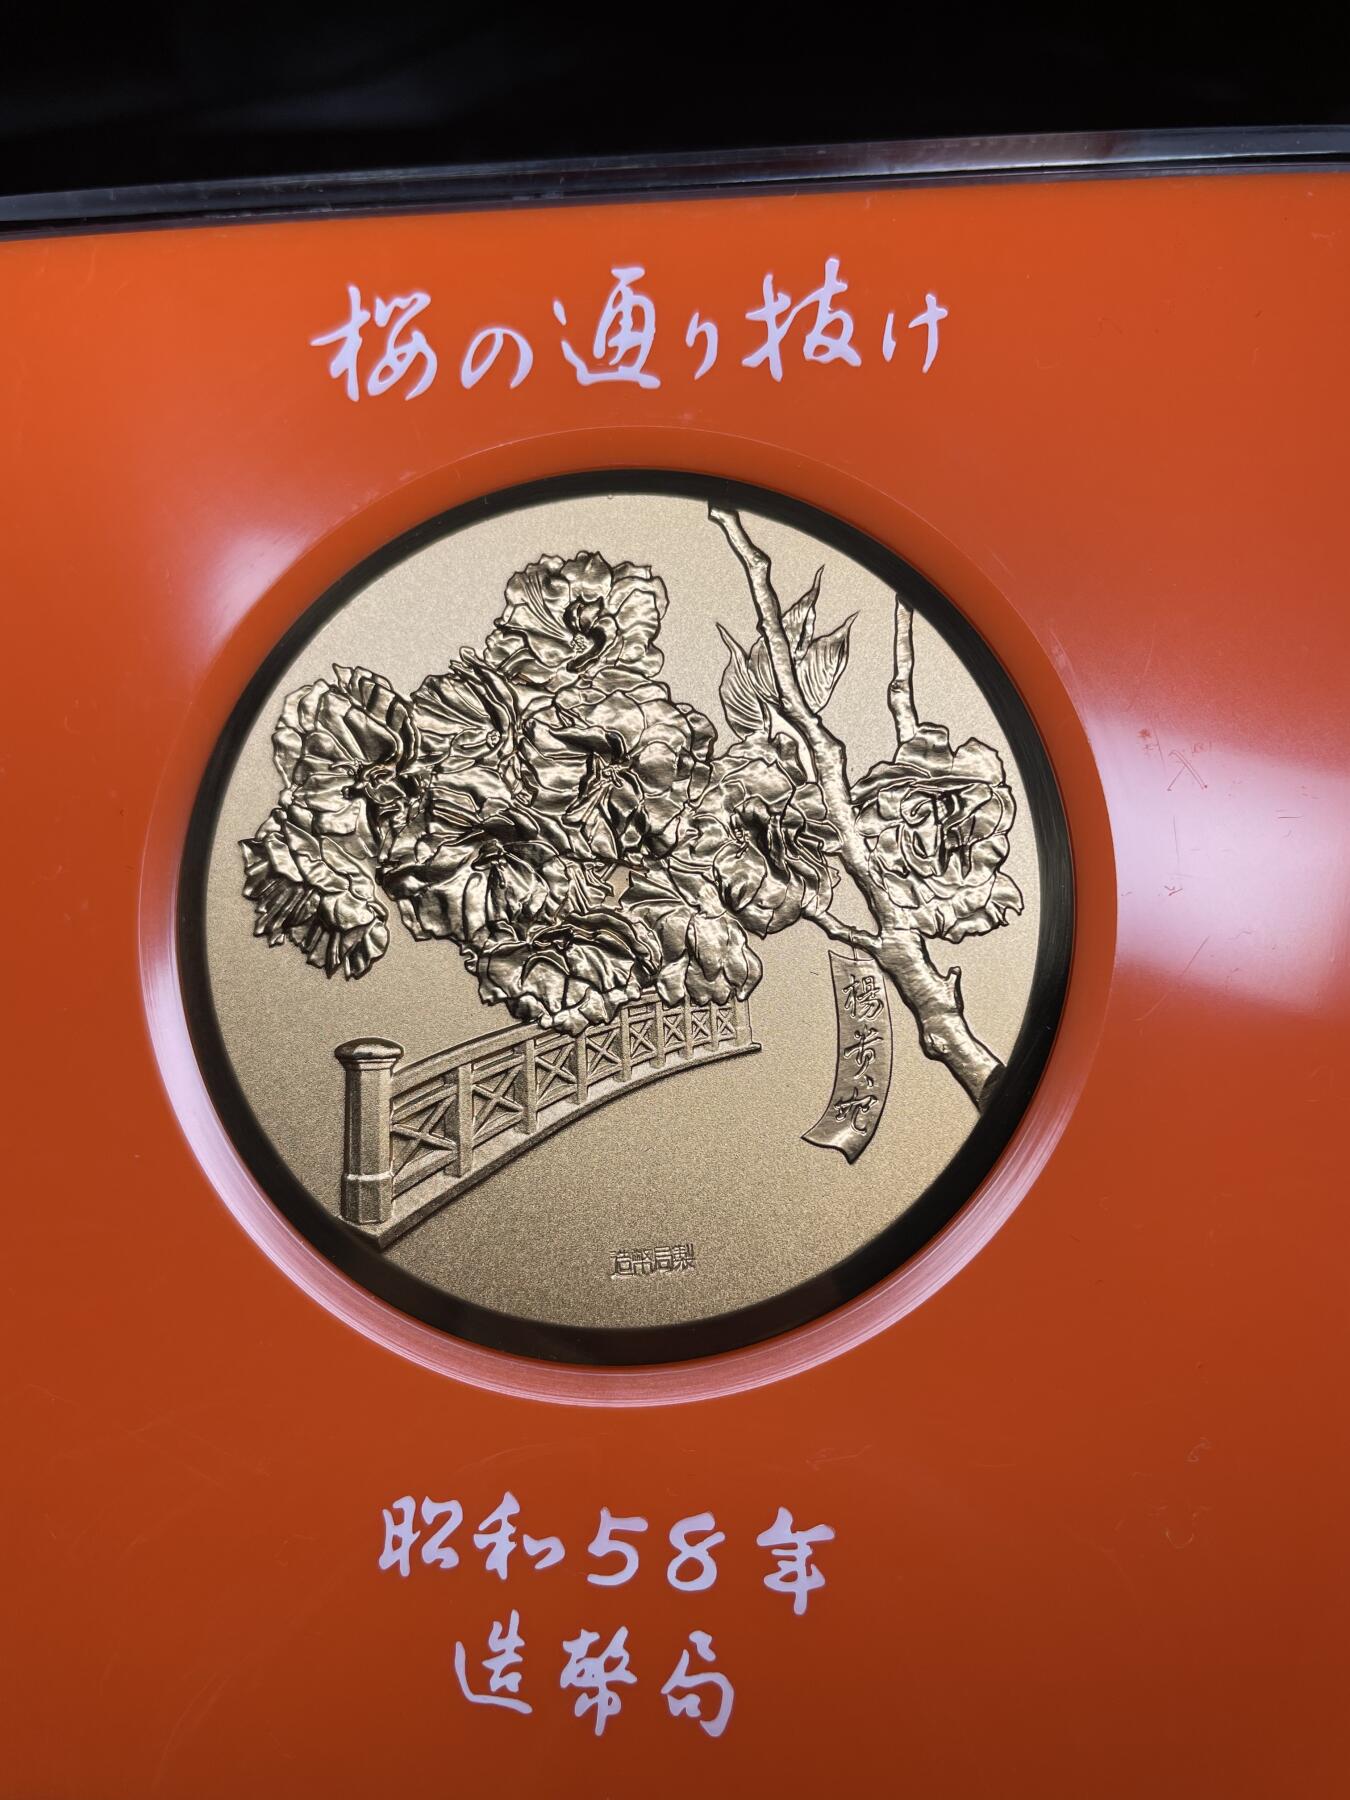 桜の通り抜け
楊貴妃
造幣局製
昭和58年
造幣局